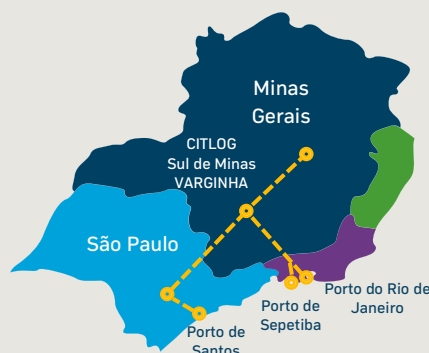 Minas
Gerais
CITLOG
Sul de Minas
VARGINHA
São Paulo
Porto do Rio de
Janeiro
Porto de
Sepetiba
Porto de
Santos